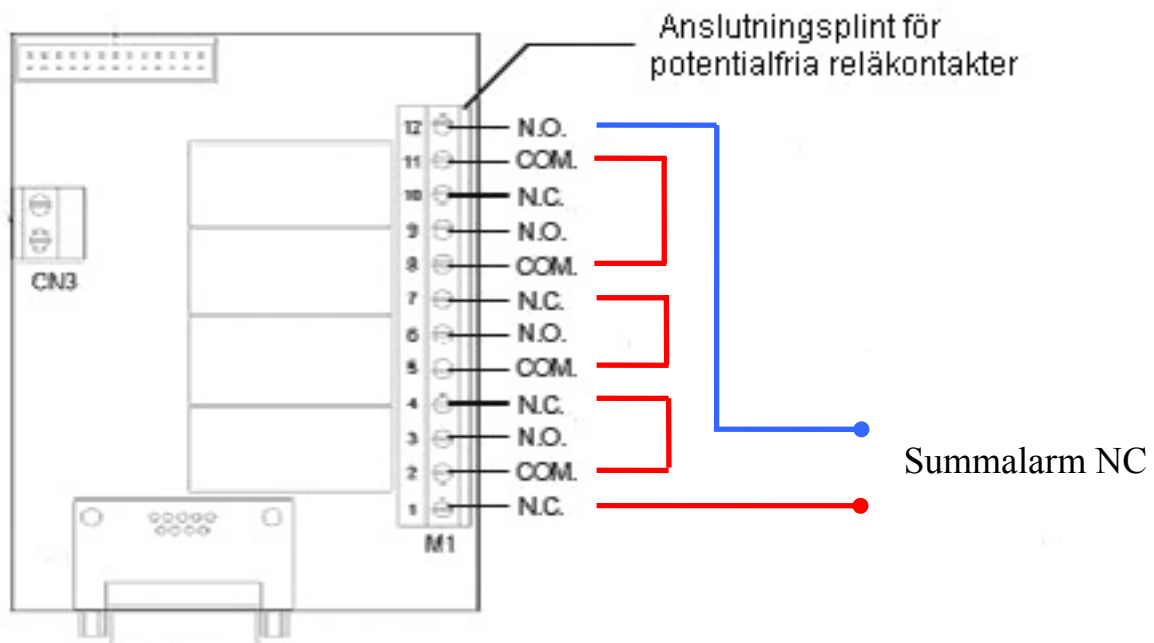 Anslutningsplint för
potentialfria reläkontakter
12 N.O.
11 COM.
10 N.C.
9 N.O.
8 COM.
7 N.C.
6 N.O.
5 COM.
4 N.C.
3 N.O.
2 COM.
1 N.C.
M1
CN3
Summalarm NC